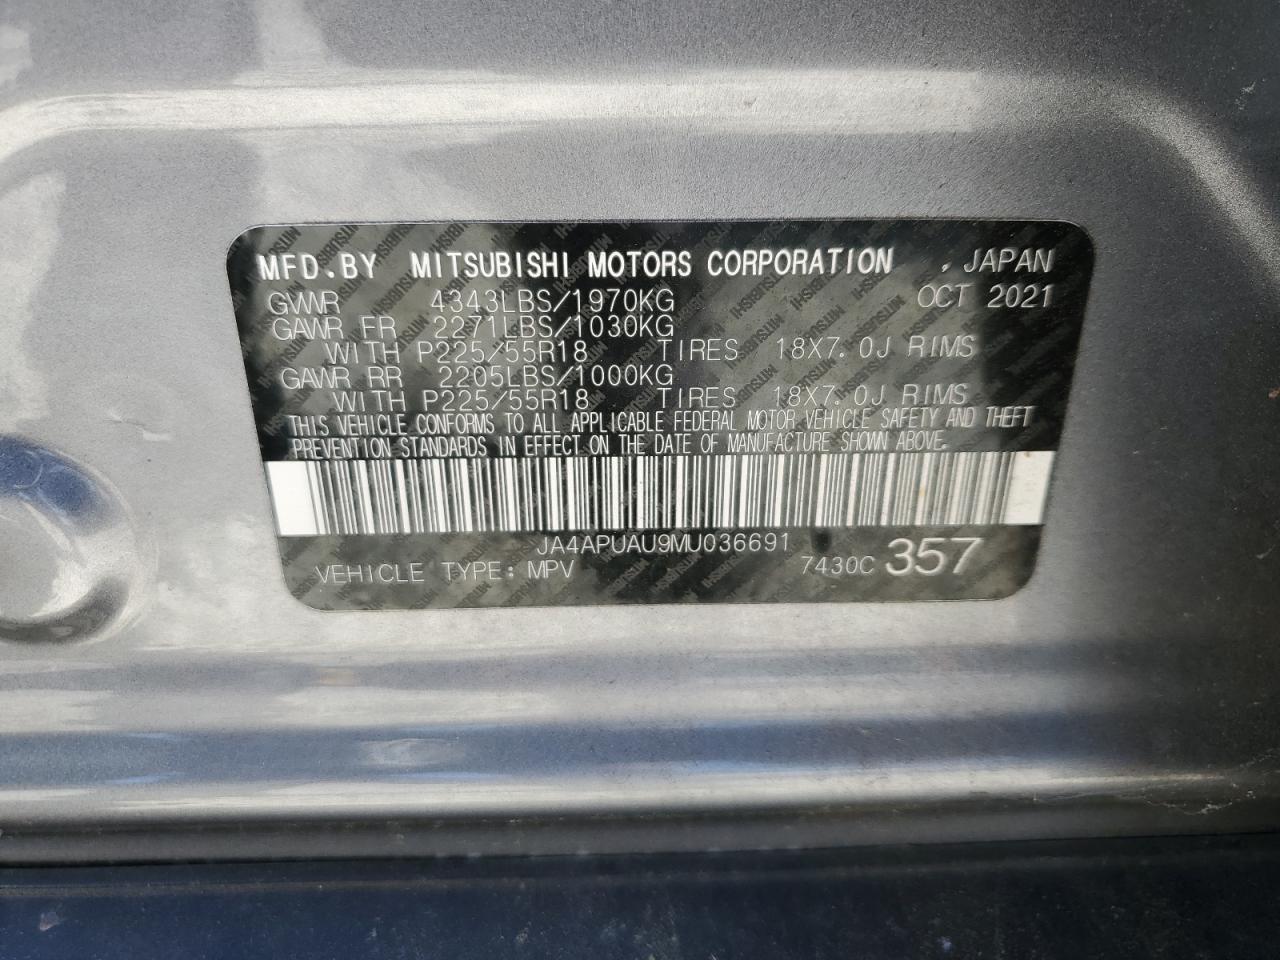 MFD.BY MITSUBISHI MOTORS CORPORATION , JAPAN
GVWR 4343LBS/1970KG OCT 2021
GAWR FR 2271LBS/1030KG
WITH P225/55R18 TIRES 18X7.0J RIMS
GAWR RR 2205LBS/1000KG
WITH P225/55R18 TIRES 18X7.0J RIMS
THIS VEHICLE CONFORMS TO ALL APPLICABLE FEDERAL MOTOR VEHICLE SAFETY AND THEFT
PREVENTION STANDARDS IN EFFECT ON THE DATE OF MANUFACTURE SHOWN ABOVE.
JA4APUAU9MU036691
VEHICLE TYPE: MPV 7430C 357